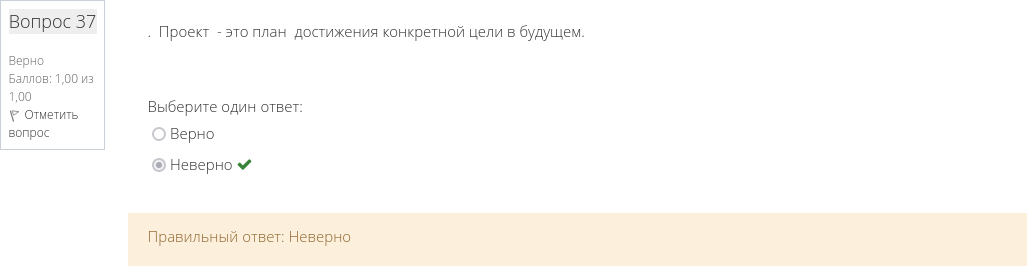 Вопрос 37
Верно
Баллов: 1,00 из
1,00
Отметить
вопрос
. Проект - это план достижения конкретной цели в будущем.
Выберите один ответ:
Верно
Неверно
Правильный ответ: Неверно